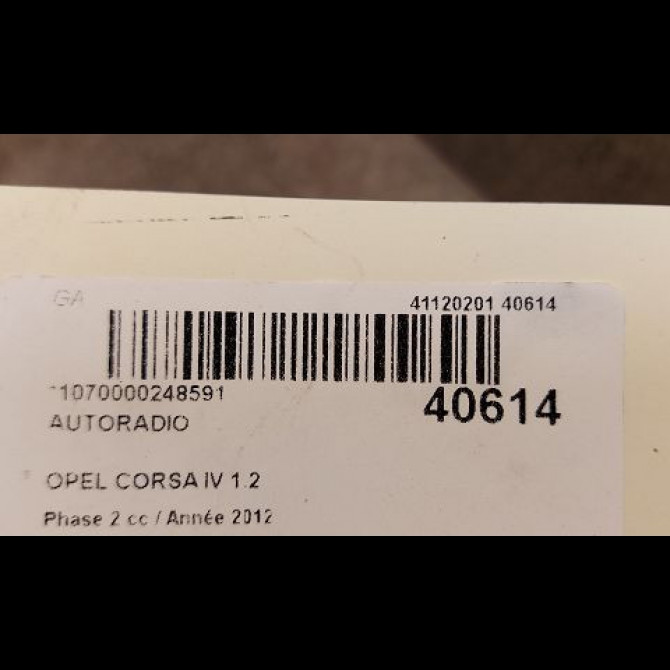 GA
41120201 40614
*1070000248591
40614
AUTORADIO
OPEL CORSA IV 1.2
Phase 2 cc / Année 2012